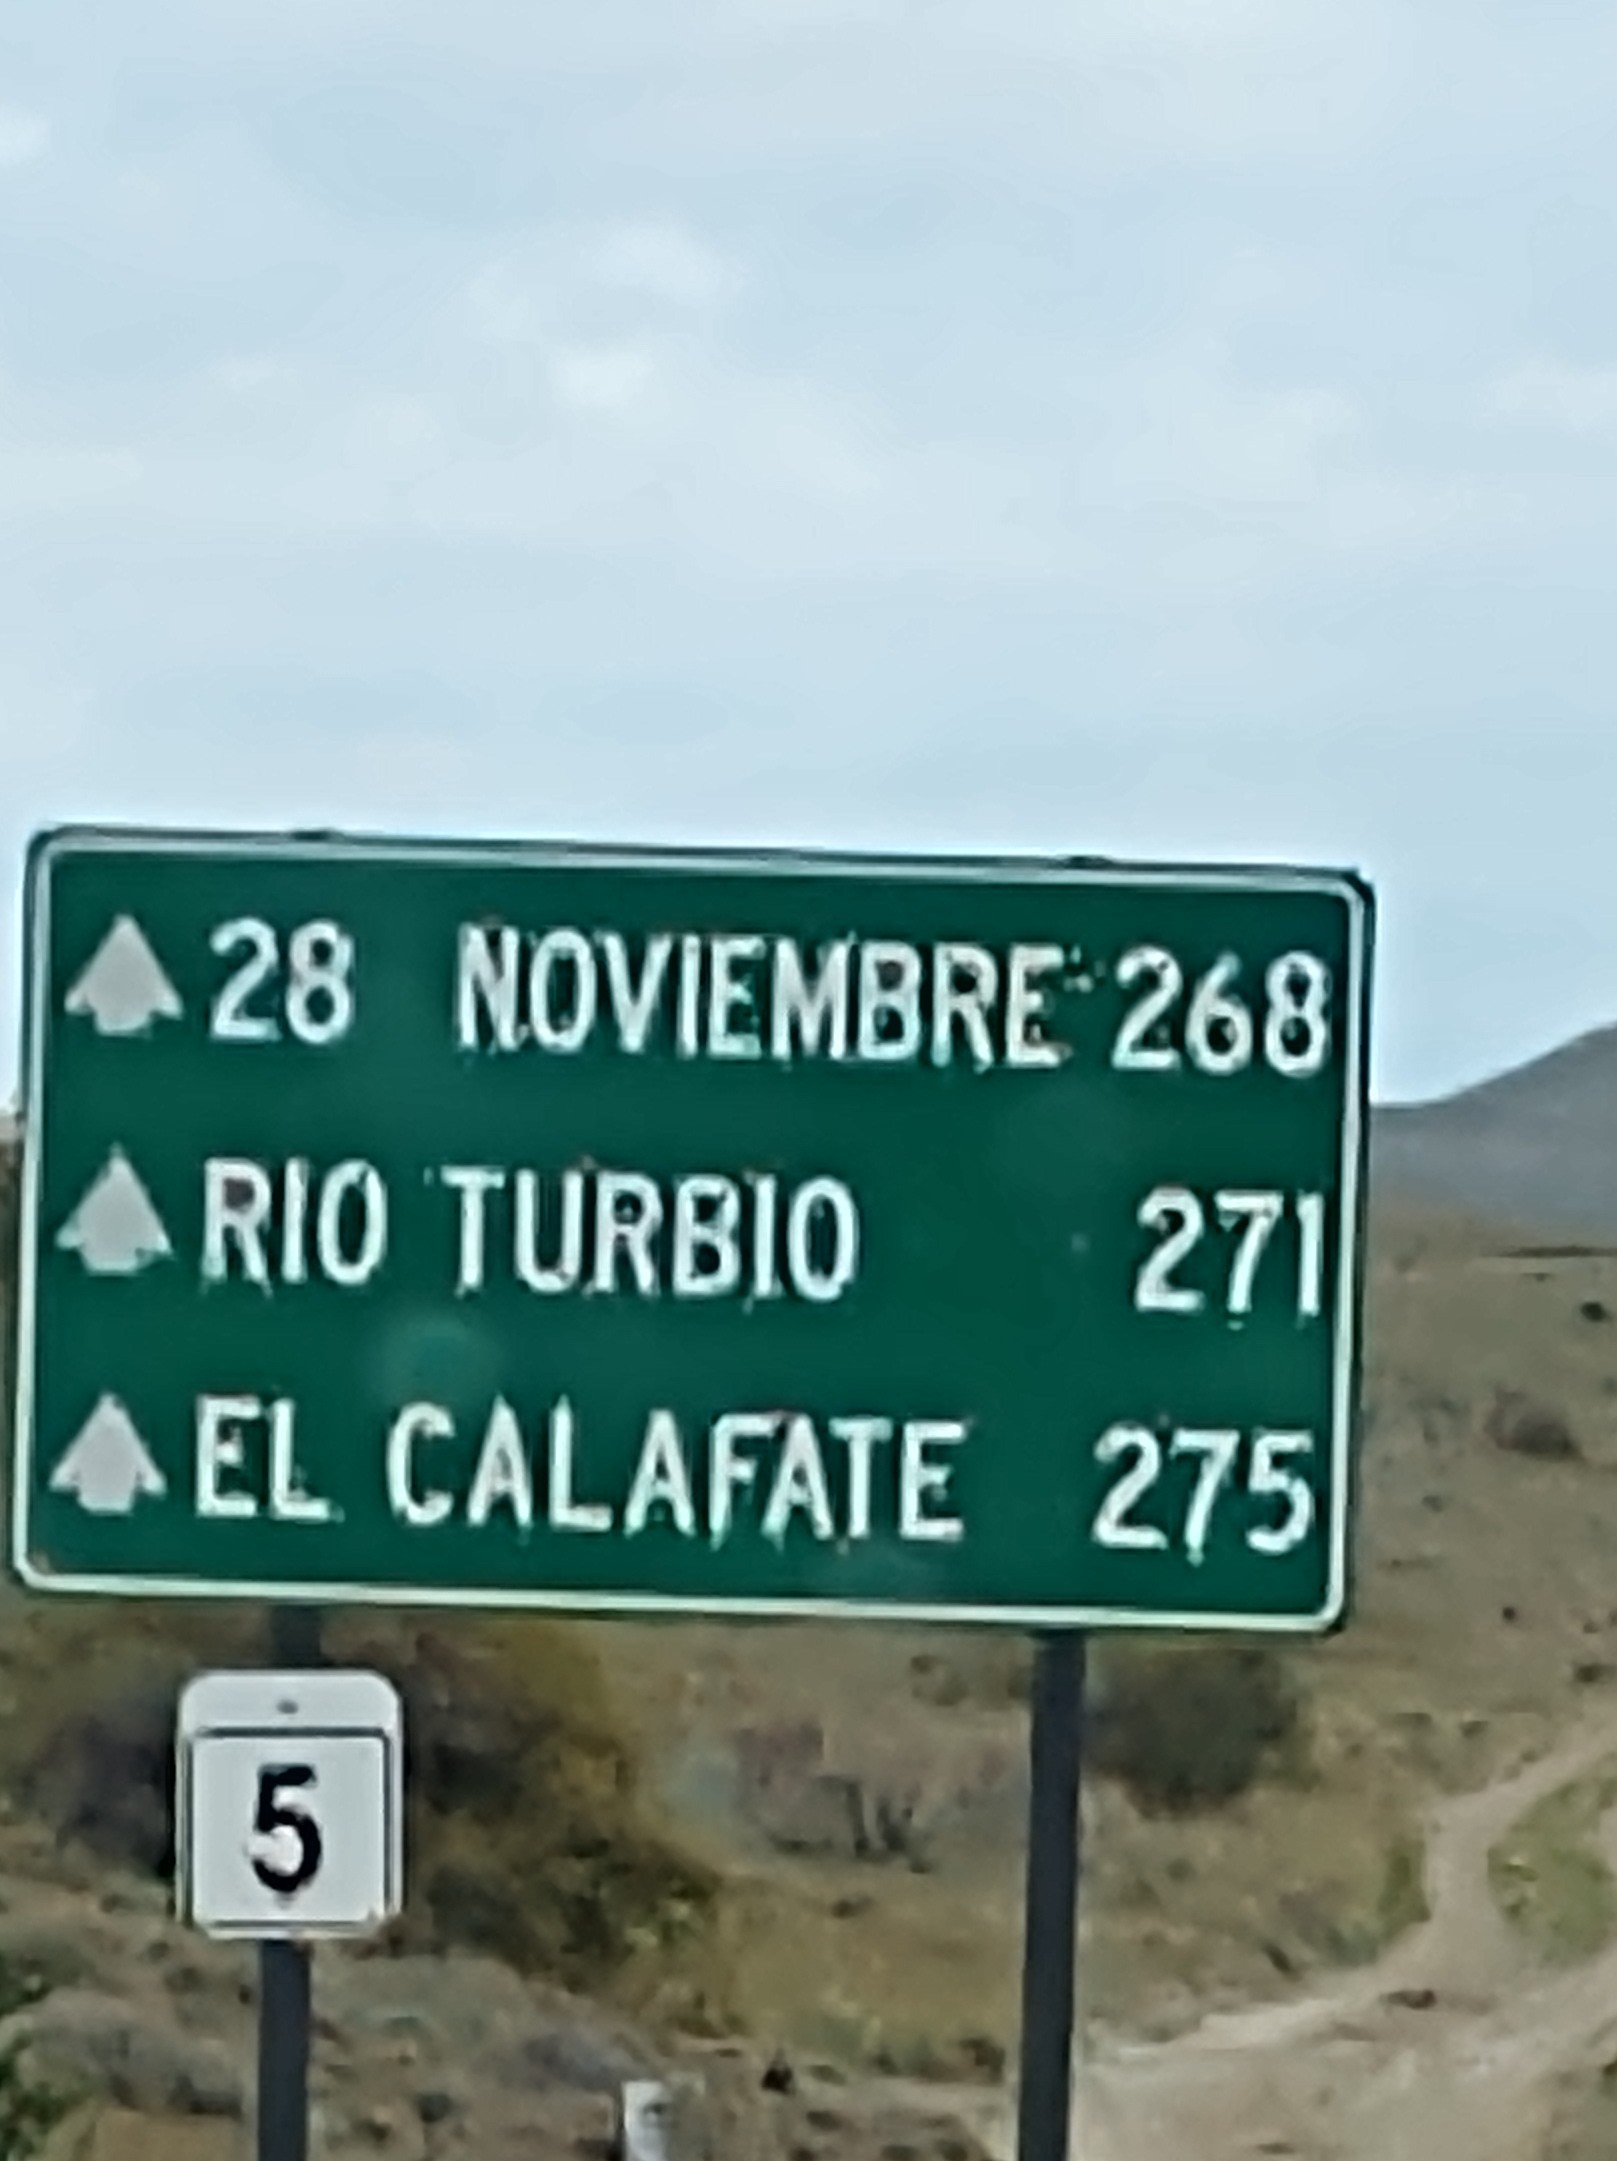 28 NOVIEMBRE 268
RIO TURBIO 271
EL CALAFATE 275
5